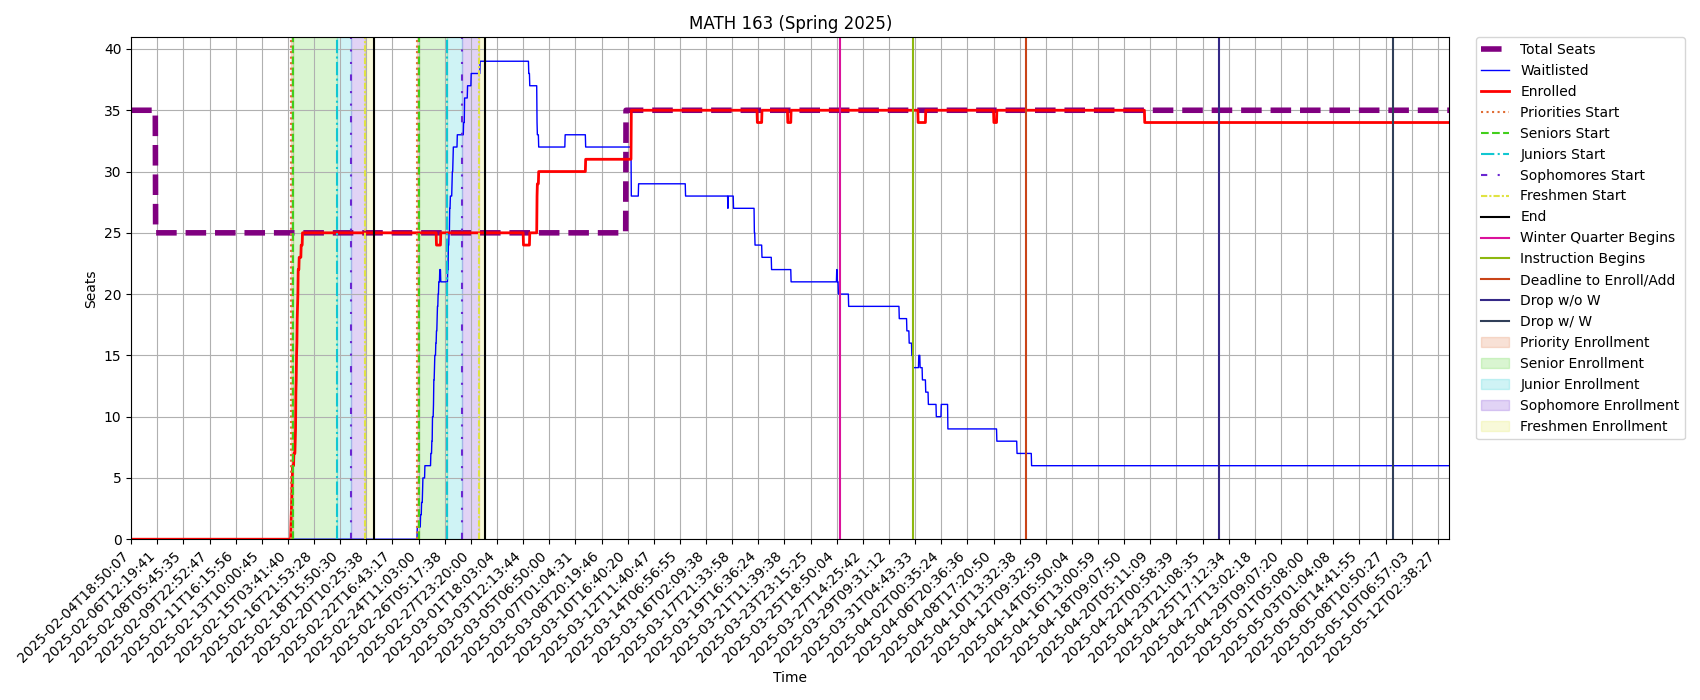 MATH 163 (Spring 2025)
40
35
30
25
20
15
10
5
0
Seats
2025-02-04T18:50:07
2025-02-06T12:19:41
2025-02-08T05:45:35
2025-02-09T22:52:47
2025-02-11T16:15:56
2025-02-13T10:00:45
2025-02-15T03:41:40
2025-02-16T21:53:28
2025-02-18T15:50:30
2025-02-20T10:25:38
2025-02-22T16:43:17
2025-02-24T11:03:00
2025-02-26T05:17:38
2025-02-27T23:20:00
2025-03-01T18:03:04
2025-03-03T12:13:44
2025-03-05T06:50:00
2025-03-07T01:04:31
2025-03-08T20:19:46
2025-03-10T16:40:20
2025-03-12T11:40:47
2025-03-14T06:56:55
2025-03-16T02:09:38
2025-03-17T21:33:58
2025-03-19T16:36:24
2025-03-21T11:39:38
2025-03-23T23:15:25
2025-03-25T18:50:04
2025-03-27T14:25:42
2025-03-29T09:31:12
2025-03-31T04:43:33
2025-04-02T00:35:24
2025-04-06T20:36:36
2025-04-08T17:20:50
2025-04-10T13:32:38
2025-04-12T09:32:59
2025-04-14T05:50:04
2025-04-16T13:00:59
2025-04-18T09:07:50
2025-04-20T05:11:09
2025-04-22T00:58:39
2025-04-23T21:08:35
2025-04-25T17:12:34
2025-04-27T13:02:18
2025-04-29T09:07:20
2025-05-01T05:08:00
2025-05-03T01:04:08
2025-05-06T14:41:55
2025-05-08T10:50:27
2025-05-10T06:57:03
2025-05-12T02:38:27
Time
Total Seats
Waitlisted
Enrolled
Priorities Start
Seniors Start
Juniors Start
Sophomores Start
Freshmen Start
End
Winter Quarter Begins
Instruction Begins
Deadline to Enroll/Add
Drop w/o W
Drop w/ W
Priority Enrollment
Senior Enrollment
Junior Enrollment
Sophomore Enrollment
Freshmen Enrollment